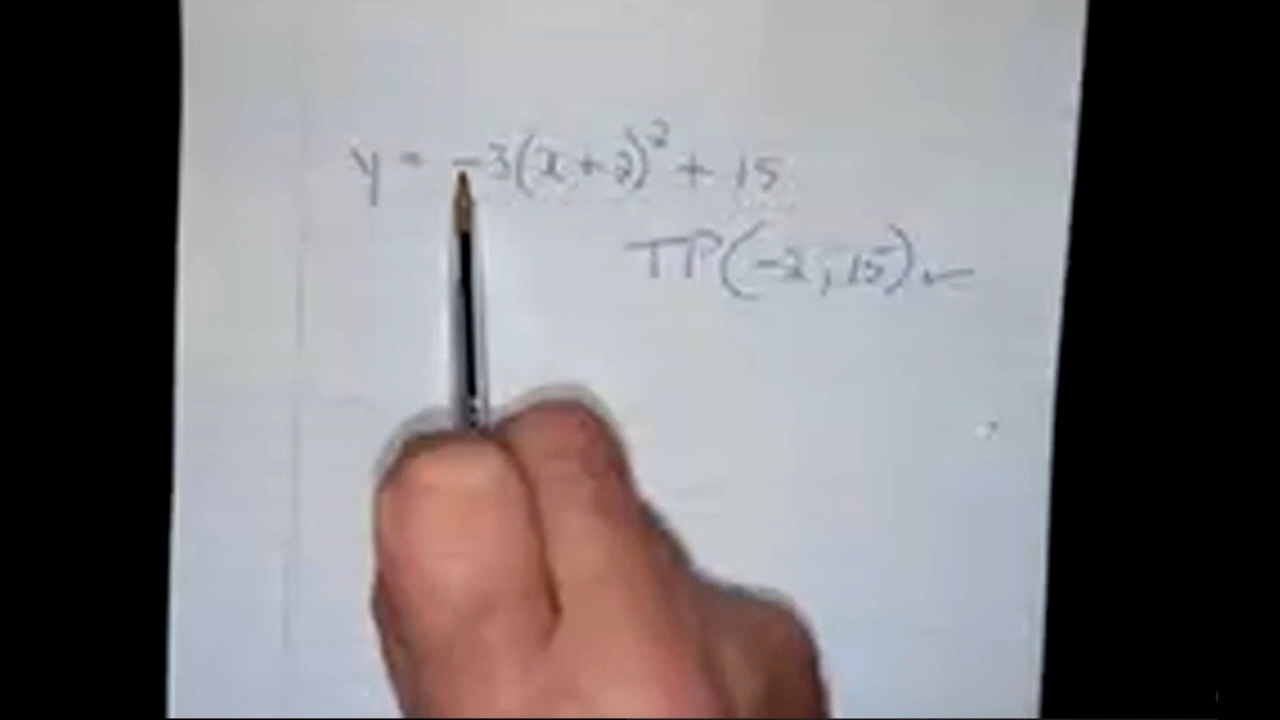 y = -3(x+2)² + 15
TP(-2; 15)